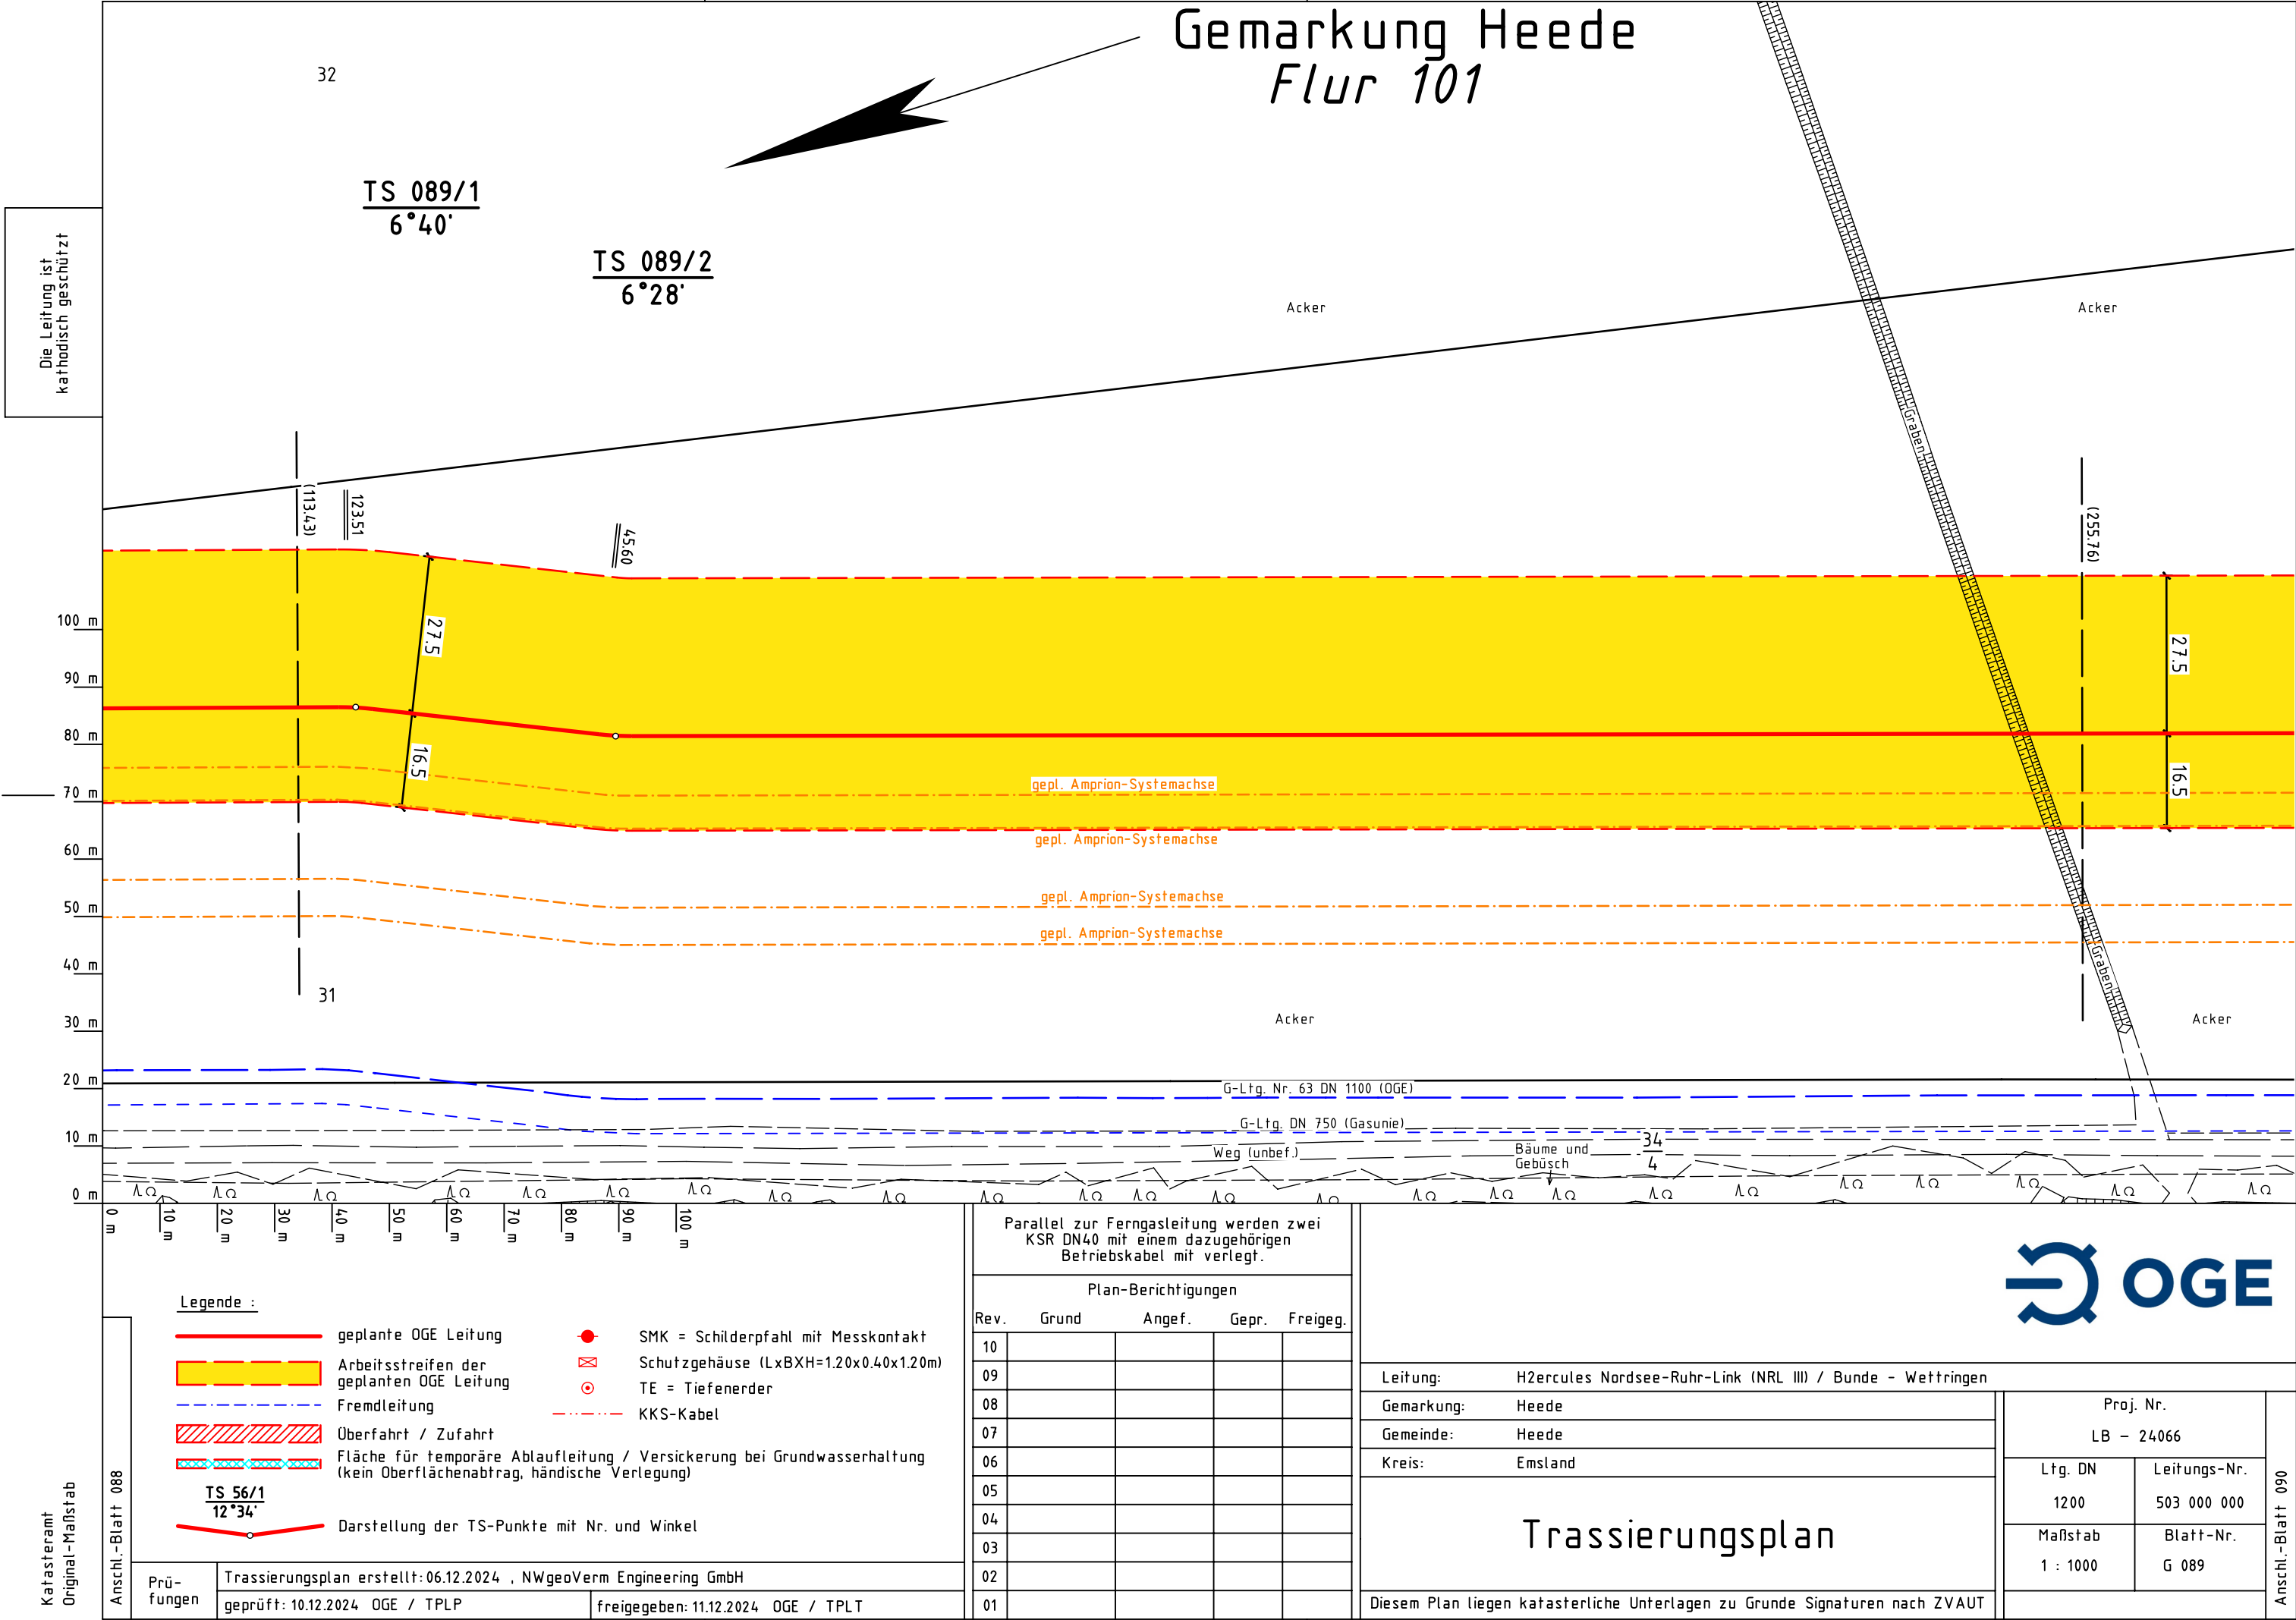 Gemarkung Heede
Flur 101
32
TS 089/1
6°40'
TS 089/2
6°28'
Die Leitung ist
kathodisch geschützt
Acker
Acker
Graben
(113.43)
123.51
45.60
(255.76)
27.5
16.5
27.5
16.5
100 m
90 m
80 m
70 m
60 m
50 m
40 m
30 m
20 m
10 m
0 m
gepl. Amprion-Systemachse
gepl. Amprion-Systemachse
gepl. Amprion-Systemachse
gepl. Amprion-Systemachse
Graben
31
Acker
Acker
G-Ltg. Nr. 63 DN 1100 (OGE)
G-Ltg. DN 750 (Gasunie)
Weg (unbef.)
Bäume und
Gebüsch
34
4
0 m
10 m
20 m
30 m
40 m
50 m
60 m
70 m
80 m
90 m
100 m
Legende :
geplante OGE Leitung
Arbeitsstreifen der
geplanten OGE Leitung
Fremdleitung
Überfahrt / Zufahrt
Fläche für temporäre Ablaufleitung / Versickerung bei Grundwasserhaltung
(kein Oberflächenabtrag, händische Verlegung)
TS 56/1
12°34'
Darstellung der TS-Punkte mit Nr. und Winkel
SMK = Schilderpfahl mit Messkontakt
Schutzgehäuse (LxBXH=1.20x0.40x1.20m)
TE = Tiefenerder
KKS-Kabel
Katasteramt
Original-Maßstab
Anschl.-Blatt 088
Prü-
fungen
Trassierungsplan erstellt: 06.12.2024 , NWgeoVerm Engineering GmbH
geprüft: 10.12.2024 OGE / TPLP
freigegeben: 11.12.2024 OGE / TPLT
Parallel zur Ferngasleitung werden zwei
KSR DN40 mit einem dazugehörigen
Betriebskabel mit verlegt.
Plan-Berichtigungen
Rev. Grund Angef. Gepr. Freigeg.
10
09
08
07
06
05
04
03
02
01
OGE
Leitung: H2ercules Nordsee-Ruhr-Link (NRL III) / Bunde - Wettringen
Gemarkung: Heede
Gemeinde: Heede
Kreis: Emsland
Trassierungsplan
Diesem Plan liegen katasterliche Unterlagen zu Grunde Signaturen nach ZVAUT
Proj. Nr.
LB - 24066
Ltg. DN Leitungs-Nr.
1200 503 000 000
Maßstab Blatt-Nr.
1 : 1000 G 089
Anschl.-Blatt 090